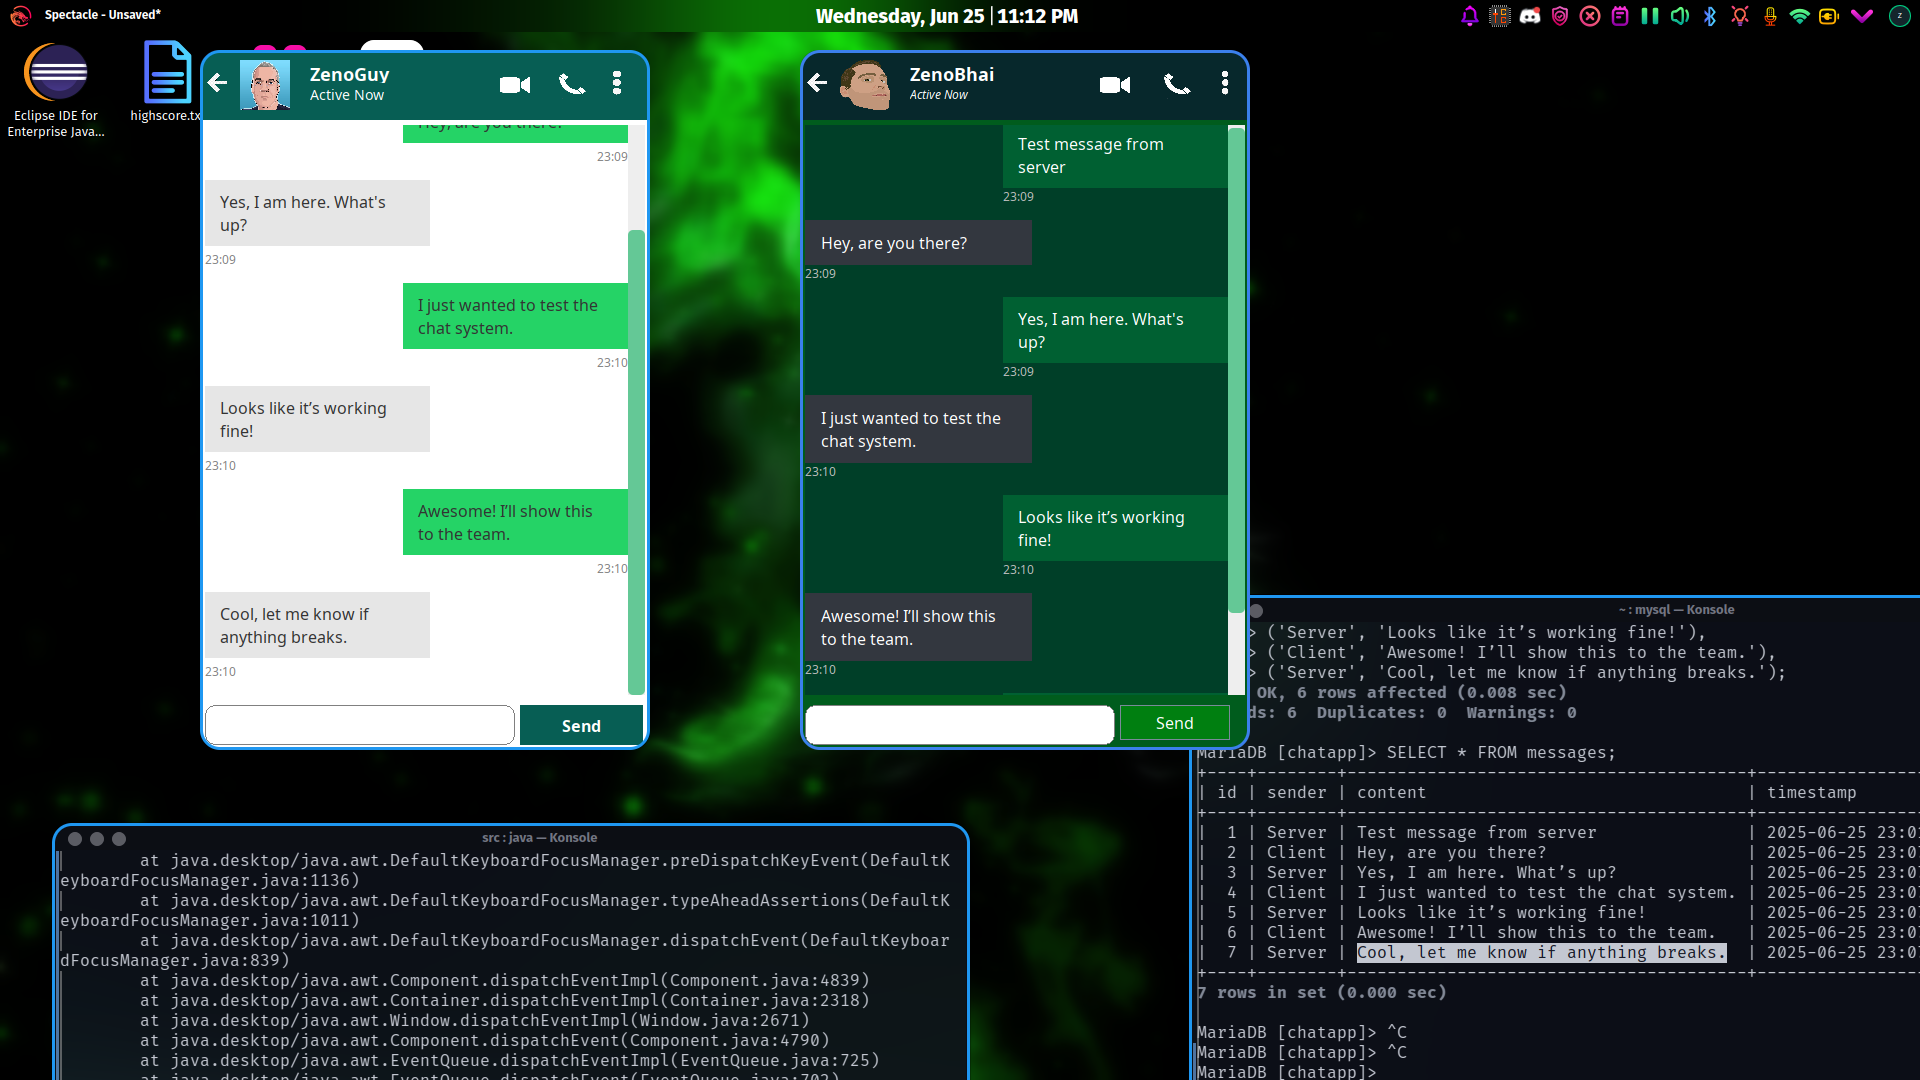 Spectacle - Unsaved*
Wednesday, Jun 25 | 11:12 PM
Eclipse IDE for
Enterprise Java...
highscore.tx
ZenoGuy
Active Now
Hey, are you there?
23:09
Yes, I am here. What's
up?
23:09
I just wanted to test the
chat system.
23:10
Looks like it’s working
fine!
23:10
Awesome! I’ll show this
to the team.
23:10
Cool, let me know if
anything breaks.
23:10
Send
ZenoBhai
Active Now
Test message from
server
23:09
Hey, are you there?
23:09
Yes, I am here. What's
up?
23:09
I just wanted to test the
chat system.
23:10
Looks like it’s working
fine!
23:10
Awesome! I’ll show this
to the team.
23:10
Send
src : java — Konsole
at java.desktop/java.awt.DefaultKeyboardFocusManager.preDispatchKeyEvent(DefaultK
eyboardFocusManager.java:1136)
at java.desktop/java.awt.DefaultKeyboardFocusManager.typeAheadAssertions(DefaultK
eyboardFocusManager.java:1011)
at java.desktop/java.awt.DefaultKeyboardFocusManager.dispatchEvent(DefaultKeyboar
dFocusManager.java:839)
at java.desktop/java.awt.Component.dispatchEventImpl(Component.java:4839)
at java.desktop/java.awt.Container.dispatchEventImpl(Container.java:2318)
at java.desktop/java.awt.Window.dispatchEventImpl(Window.java:2671)
at java.desktop/java.awt.Component.dispatchEvent(Component.java:4790)
at java.desktop/java.awt.EventQueue.dispatchEventImpl(EventQueue.java:725)
~ : mysql — Konsole
> ('Server', 'Looks like it’s working fine!'),
> ('Client', 'Awesome! I’ll show this to the team.'),
> ('Server', 'Cool, let me know if anything breaks.');
OK, 6 rows affected (0.008 sec)
ds: 6  Duplicates: 0  Warnings: 0
MariaDB [chatapp]> SELECT * FROM messages;
| id | sender | content | timestamp
| 1 | Server | Test message from server | 2025-06-25 23:0
| 2 | Client | Hey, are you there? | 2025-06-25 23:0
| 3 | Server | Yes, I am here. What’s up? | 2025-06-25 23:0
| 4 | Client | I just wanted to test the chat system. | 2025-06-25 23:0
| 5 | Server | Looks like it’s working fine! | 2025-06-25 23:0
| 6 | Client | Awesome! I’ll show this to the team. | 2025-06-25 23:0
| 7 | Server | Cool, let me know if anything breaks. | 2025-06-25 23:0
7 rows in set (0.000 sec)
MariaDB [chatapp]> ^C
MariaDB [chatapp]> ^C
MariaDB [chatapp]>